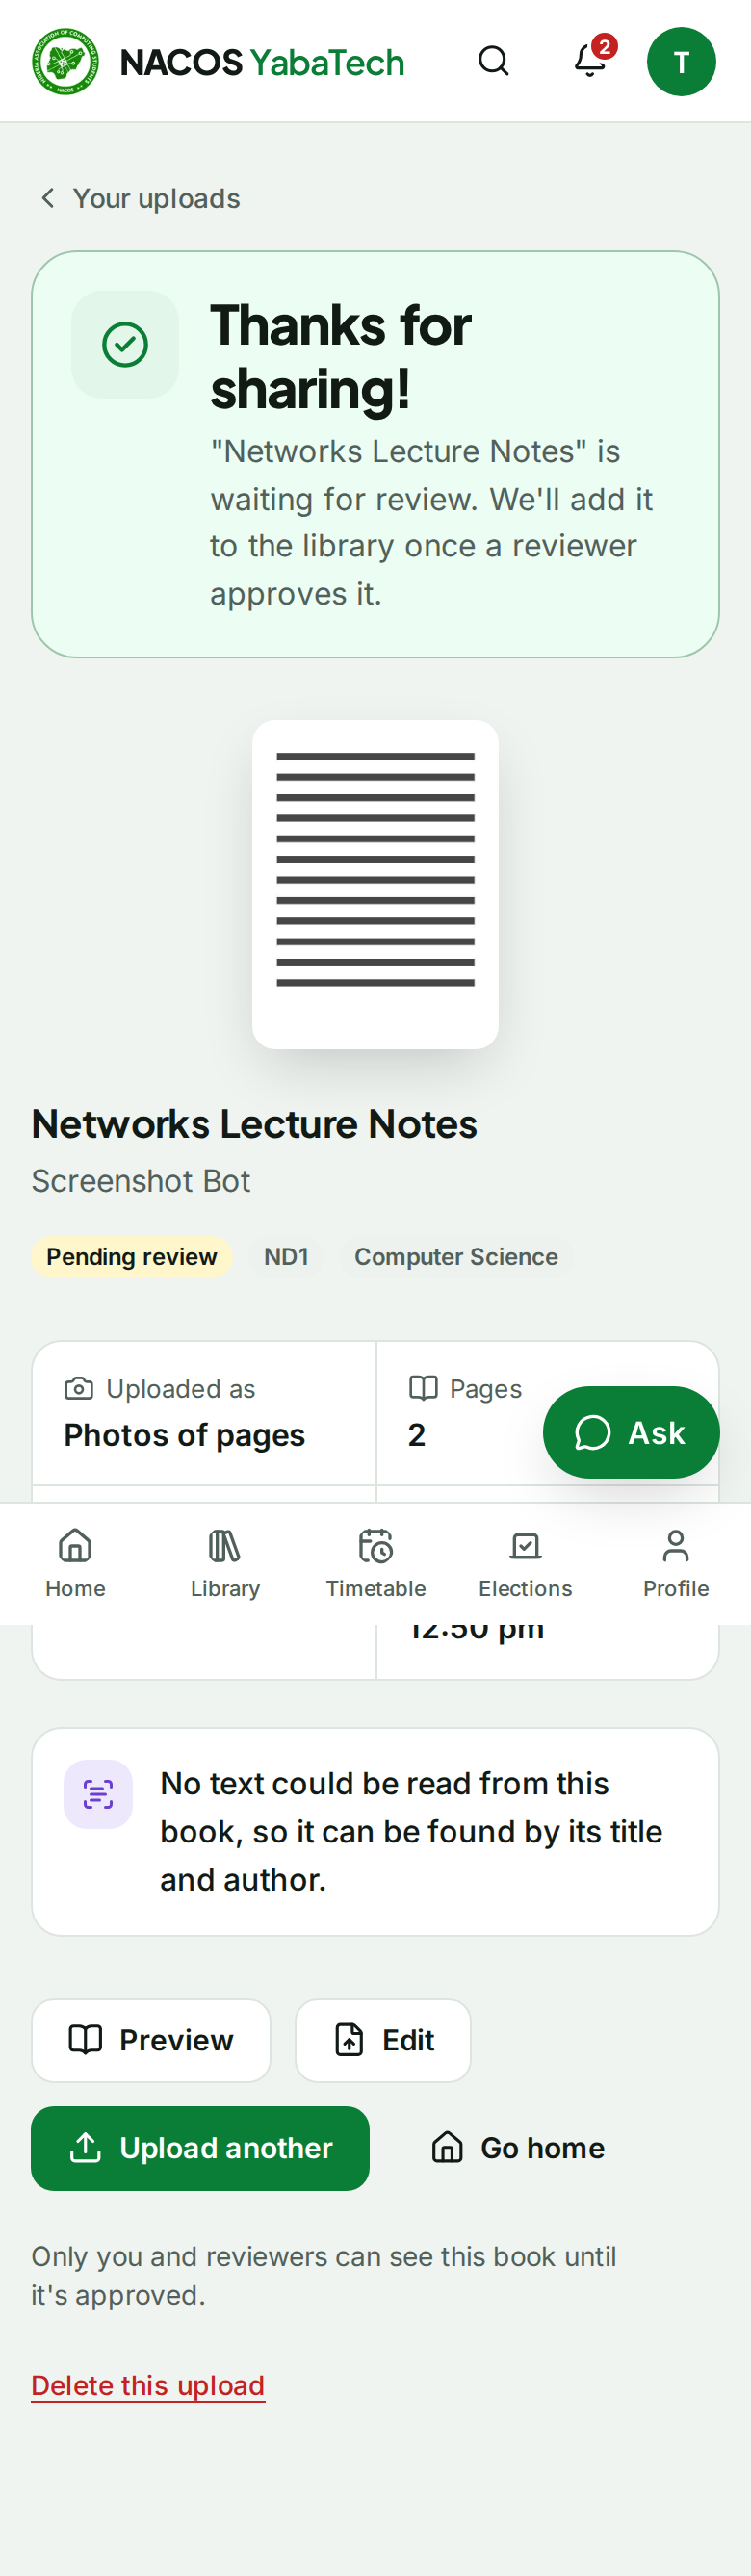 NACOS YabaTech
2
T
Your uploads
Thanks for
sharing!
"Networks Lecture Notes" is
waiting for review. We'll add it
to the library once a reviewer
approves it.
Networks Lecture Notes
Screenshot Bot
Pending review
ND1
Computer Science
Uploaded as
Photos of pages
Pages
2
Ask
Home
Library
Timetable
Elections
Profile
12:50 pm
No text could be read from this
book, so it can be found by its title
and author.
Preview
Edit
Upload another
Go home
Only you and reviewers can see this book until
it's approved.
Delete this upload